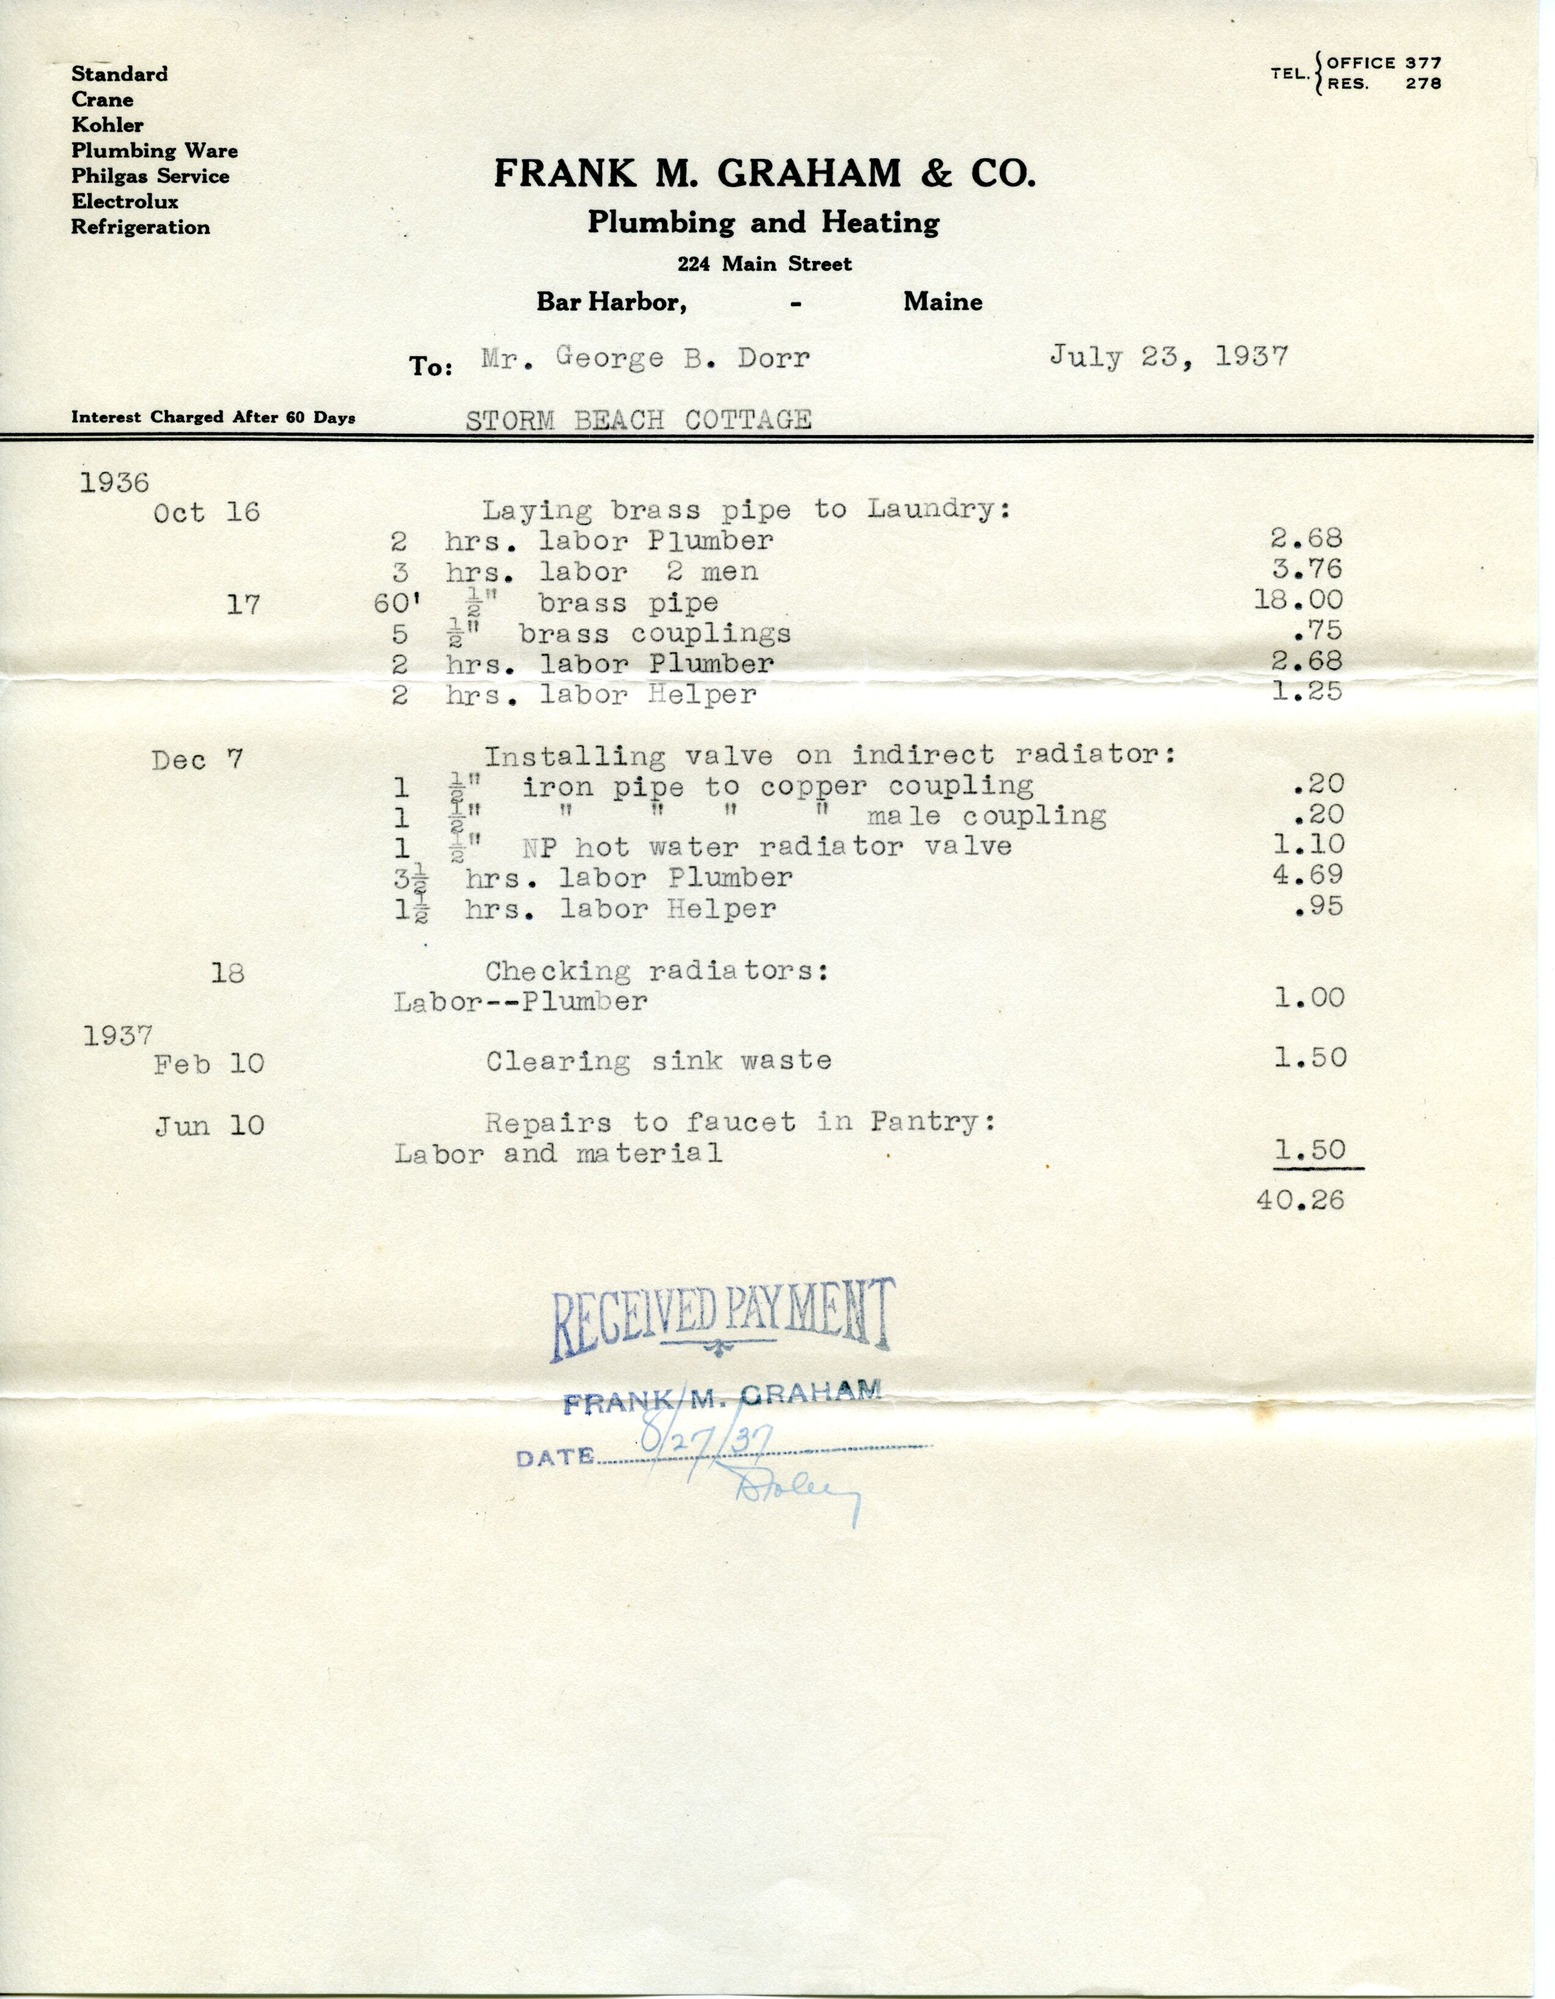 Standard
Crane
Kohler
Plumbing Ware
Philgas Service
Electrolux
Refrigeration
TEL. { OFFICE 377
RES. 278
FRANK M. GRAHAM & CO.
Plumbing and Heating
224 Main Street
Bar Harbor, - Maine
To: Mr. George B. Dorr July 23, 1937
Interest Charged After 60 Days STORM BEACH COTTAGE
1936
Oct 16 Laying brass pipe to Laundry:
2 hrs. labor Plumber 2.68
3 hrs. labor 2 men 3.76
17 60' ½" brass pipe 18.00
5 ½" brass couplings .75
2 hrs. labor Plumber 2.68
2 hrs. labor Helper 1.25
Dec 7 Installing valve on indirect radiator:
1 ½" iron pipe to copper coupling .20
1 ½" " " " " male coupling .20
1 ½" NP hot water radiator valve 1.10
3½ hrs. labor Plumber 4.69
1½ hrs. labor Helper .95
18 Checking radiators:
Labor--Plumber 1.00
1937
Feb 10 Clearing sink waste 1.50
Jun 10 Repairs to faucet in Pantry:
Labor and material 1.50
40.26
RECEIVED PAYMENT
FRANK M. GRAHAM
DATE 8/27/37